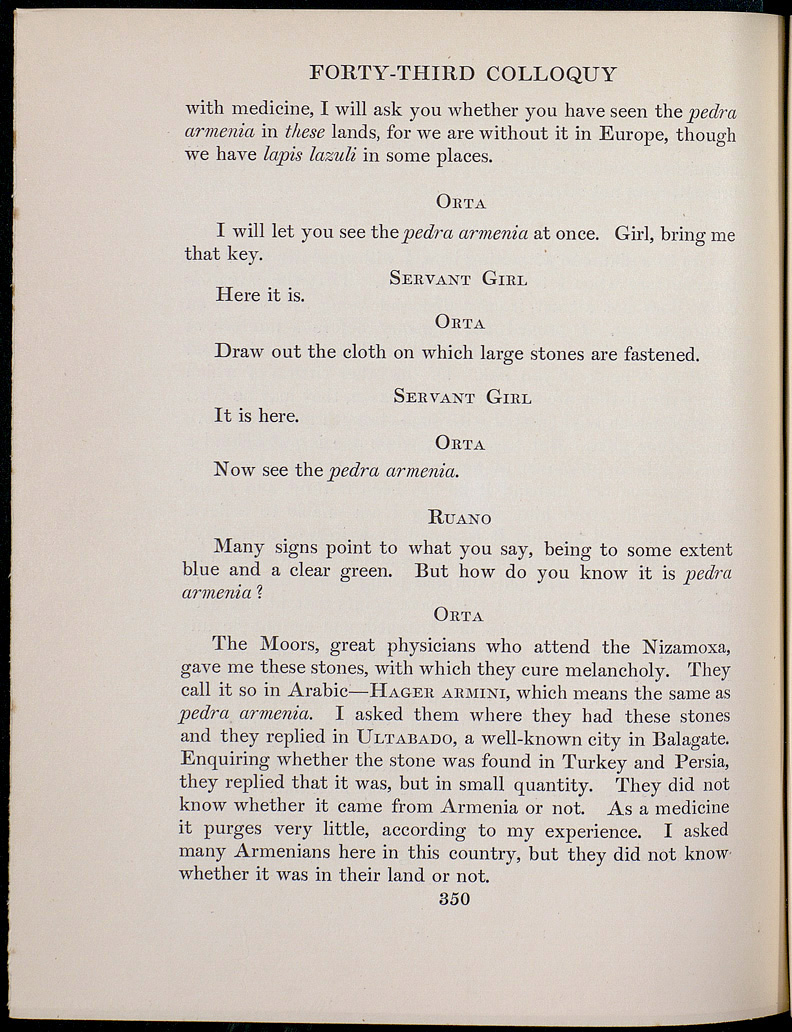 FORTY-THIRD COLLOQUY
with medicine, I will ask you whether you have seen the pedra
armenia in these lands, for we are without it in Europe, though
we have lapis lazuli in some places.
ORTA
I will let you see the pedra armenia at once. Girl, bring me
that key.
SERVANT GIRL
Here it is.
ORTA
Draw out the cloth on which large stones are fastened.
SERVANT GIRL
It is here.
ORTA
Now see the pedra armenia.
RUANO
Many signs point to what you say, being to some extent
blue and a clear green. But how do you know it is pedra
armenia ?
ORTA
The Moors, great physicians who attend the Nizamoxa,
gave me these stones, with which they cure melancholy. They
call it so in Arabic—HAGER ARMINI, which means the same as
pedra armenia. I asked them where they had these stones
and they replied in ULTABADO, a well-known city in Balagate.
Enquiring whether the stone was found in Turkey and Persia,
they replied that it was, but in small quantity. They did not
know whether it came from Armenia or not. As a medicine
it purges very little, according to my experience. I asked
many Armenians here in this country, but they did not know
whether it was in their land or not.
350